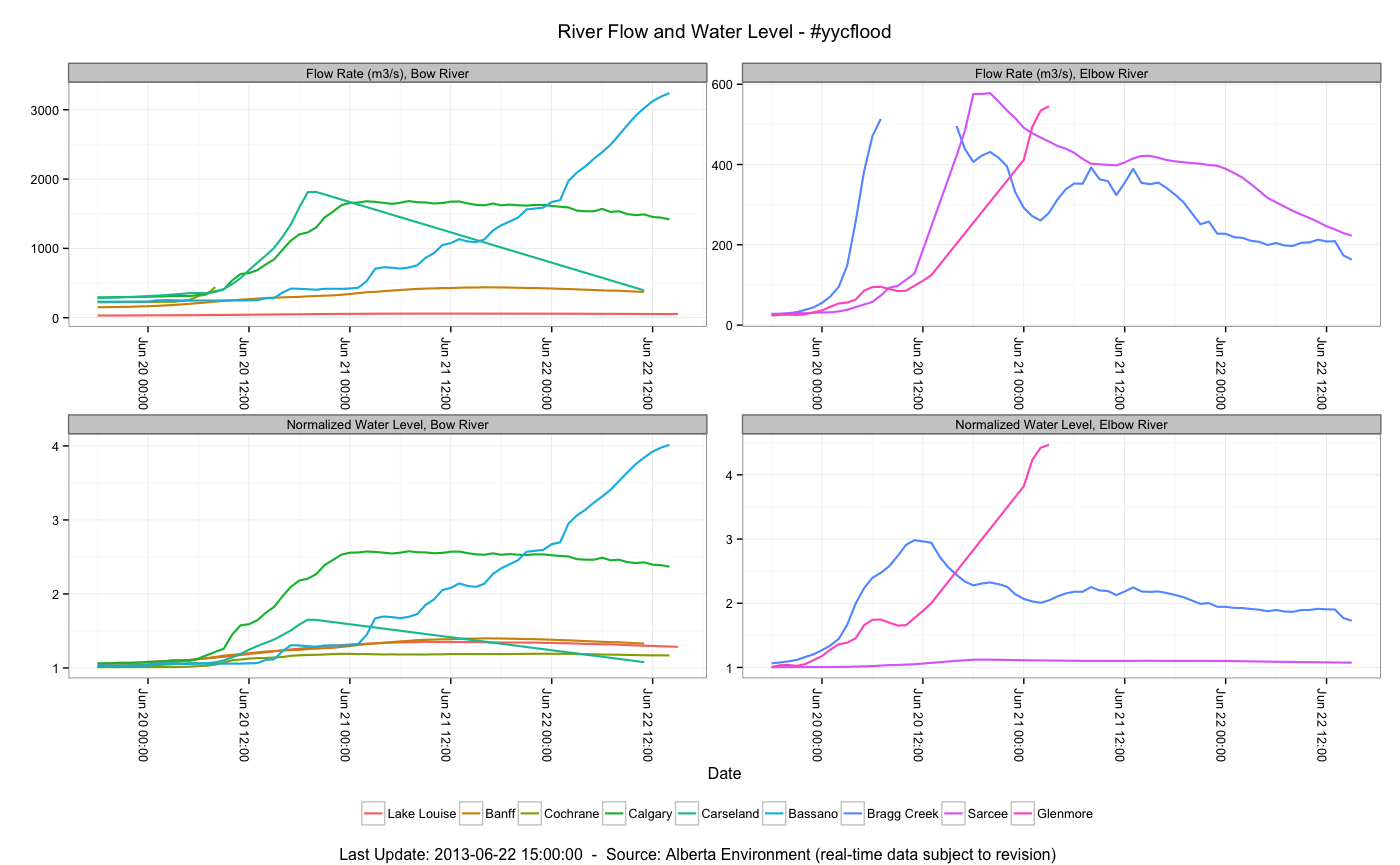 River Flow and Water Level - #yycflood
Flow Rate (m3/s), Bow River
Flow Rate (m3/s), Elbow River
3000
2000
1000
0
600
400
200
0
Jun 20 00:00
Jun 20 12:00
Jun 21 00:00
Jun 21 12:00
Jun 22 00:00
Jun 22 12:00
Jun 20 00:00
Jun 20 12:00
Jun 21 00:00
Jun 21 12:00
Jun 22 00:00
Jun 22 12:00
Normalized Water Level, Bow River
Normalized Water Level, Elbow River
4
3
2
1
4
3
2
1
Jun 20 00:00
Jun 20 12:00
Jun 21 00:00
Jun 21 12:00
Jun 22 00:00
Jun 22 12:00
Jun 20 00:00
Jun 20 12:00
Jun 21 00:00
Jun 21 12:00
Jun 22 00:00
Jun 22 12:00
Date
Lake Louise Banff Cochrane Calgary Carseland Bassano Bragg Creek Sarcee Glenmore
Last Update: 2013-06-22 15:00:00 - Source: Alberta Environment (real-time data subject to revision)